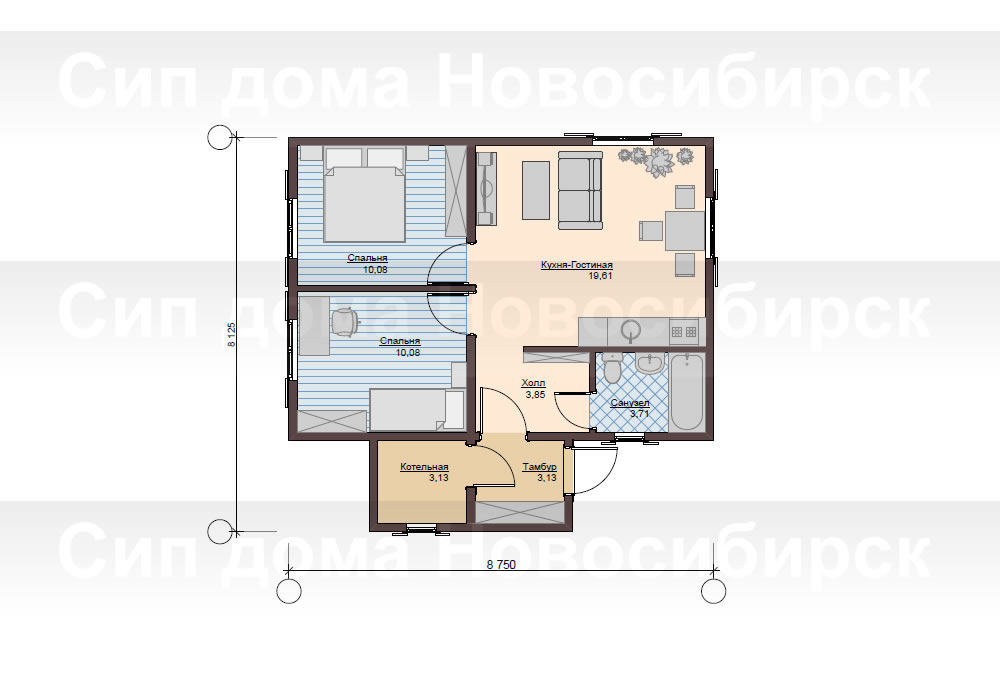 Сип дома Новосибирск
Спальня
10,08
Кухня-Гостиная
19,61
Сип дома Новосибирск
8 125
Спальня
10,08
Холл
3,85
Санузел
3,71
Котельная
3,13
Тамбур
3,13
Сип дома Новосибирск
8 750